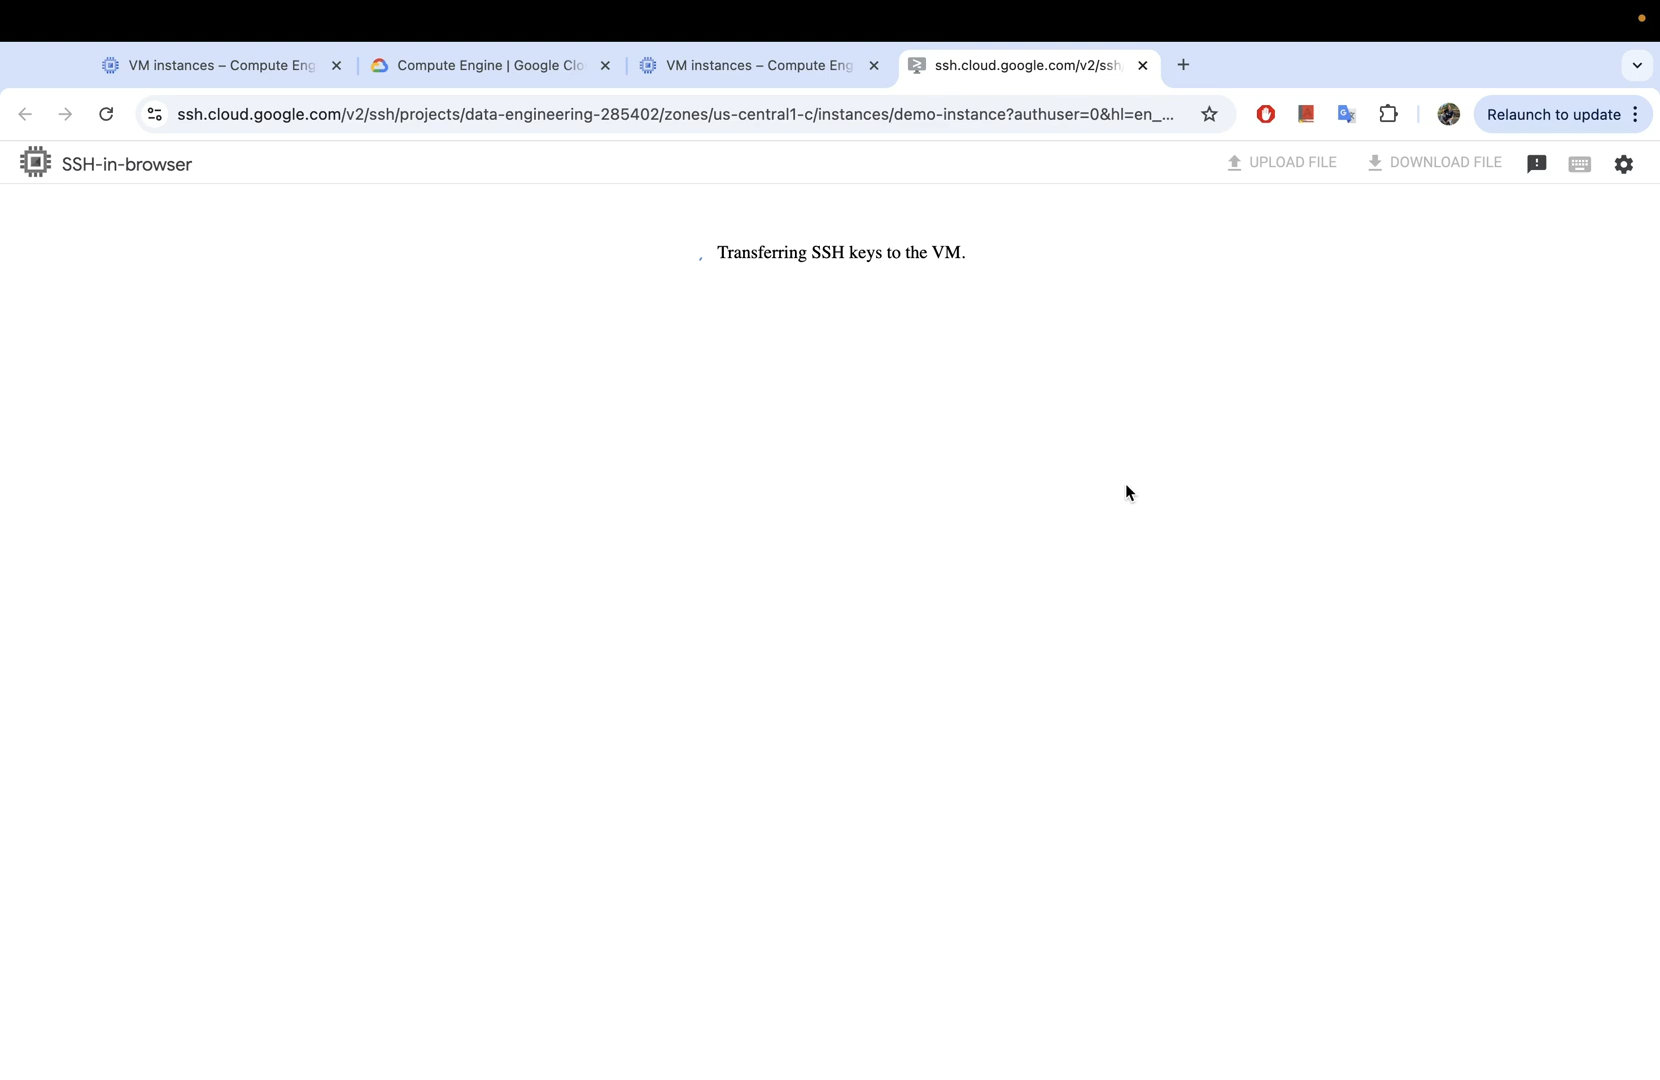 VM instances – Compute Eng
Compute Engine | Google Clo
VM instances – Compute Eng
ssh.cloud.google.com/v2/ssh
ssh.cloud.google.com/v2/ssh/projects/data-engineering-285402/zones/us-central1-c/instances/demo-instance?authuser=0&hl=en_...
Relaunch to update
SSH-in-browser
UPLOAD FILE
DOWNLOAD FILE
Transferring SSH keys to the VM.